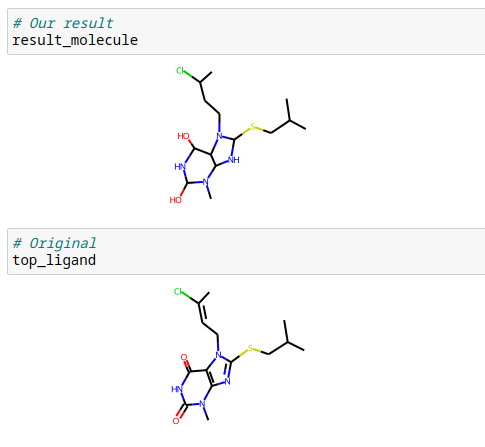 # Our result
result_molecule
Cl
HO
N
S
HN
NH
N
HO
# Original
top_ligand
Cl
O
N
S
HN
N
N
O